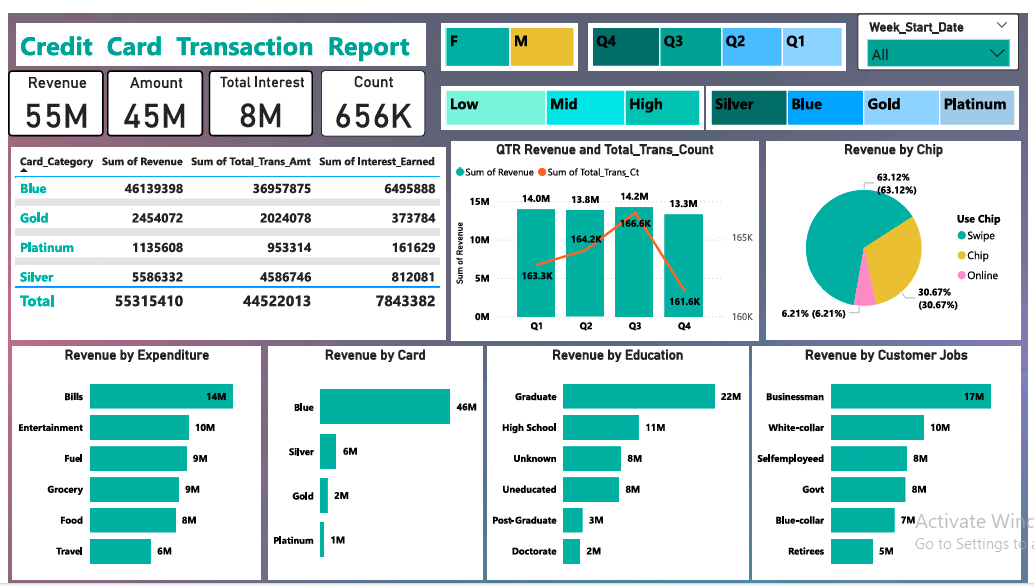 Credit Card Transaction Report
F M
Q4 Q3 Q2 Q1
Week_Start_Date
All
Revenue
55M
Amount
45M
Total Interest
8M
Count
656K
Low Mid High
Silver Blue Gold Platinum
Card_Category Sum of Revenue Sum of Total_Trans_Amt Sum of Interest_Earned
Blue 46139398 36957875 6495888
Gold 2454072 2024078 373784
Platinum 1135608 953314 161629
Silver 5586332 4586746 812081
Total 55315410 44522013 7843382
QTR Revenue and Total_Trans_Count
Sum of Revenue Sum of Total_Trans_Ct
Sum of Revenue
15M
10M
5M
0M
14.0M 13.8M 14.2M 13.3M
163.3K 164.2K 166.6K 161.6K
165K
160K
Q1 Q2 Q3 Q4
Revenue by Chip
63.12%
(63.12%)
30.67%
(30.67%)
6.21% (6.21%)
Use Chip
Swipe
Chip
Online
Revenue by Expenditure
Bills 14M
Entertainment 10M
Fuel 9M
Grocery 9M
Food 8M
Travel 6M
Revenue by Card
Blue 46M
Silver 6M
Gold 2M
Platinum 1M
Revenue by Education
Graduate 22M
High School 11M
Unknown 8M
Uneducated 8M
Post-Graduate 3M
Doctorate 2M
Revenue by Customer Jobs
Businessman 17M
White-collar 10M
Selfemployeed 8M
Govt 8M
Blue-collar 7M
Retirees 5M
Activate Win
Go to Settings to